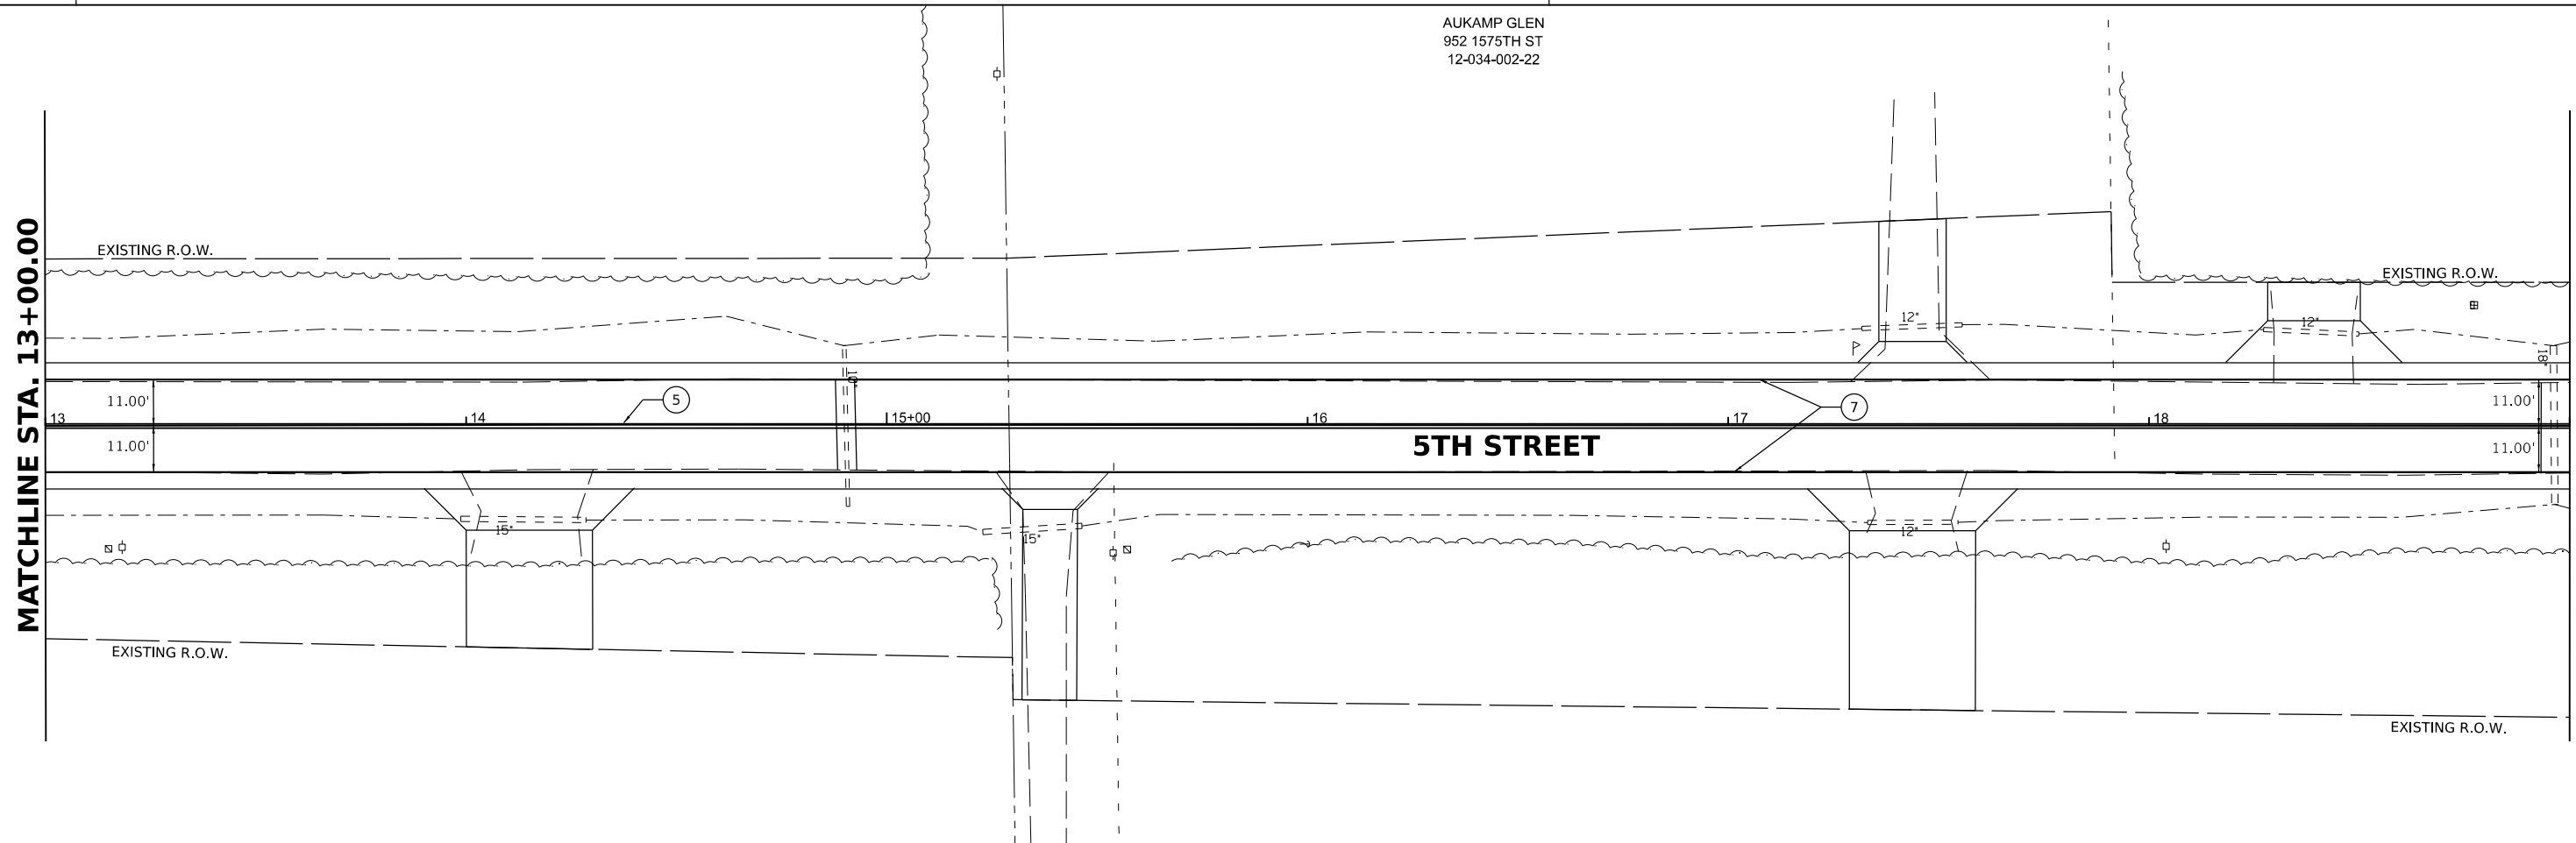 AUKAMP GLEN
952 1575TH ST
12-034-002-22
MATCHLINE STA. 13+00.00
EXISTING R.O.W.
EXISTING R.O.W.
12"
12"
18"
10"
11.00'
5
7
11.00'
13
14
15+00
16
17
18
11.00'
5TH STREET
11.00'
15"
15"
12"
EXISTING R.O.W.
EXISTING R.O.W.